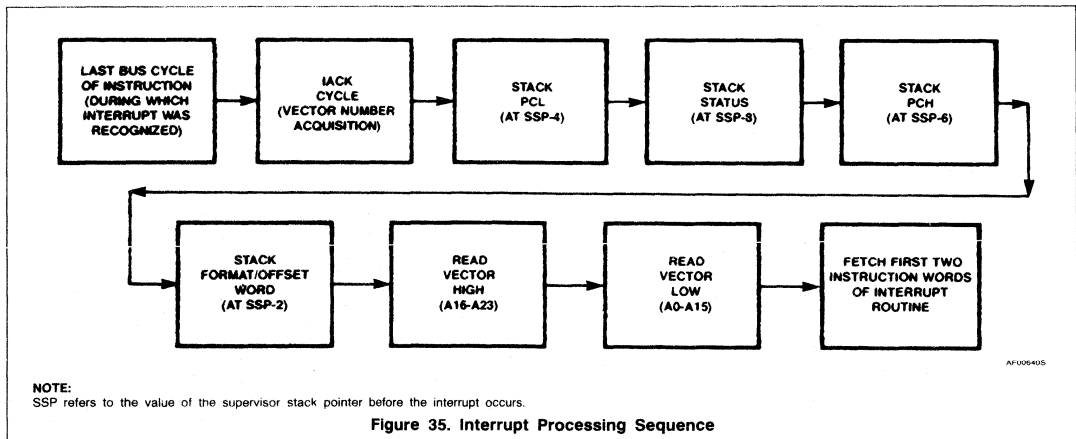 LAST BUS CYCLE
OF INSTRUCTION
(DURING WHICH
INTERRUPT WAS
RECOGNIZED)
IACK
CYCLE
(VECTOR NUMBER
ACQUISITION)
STACK
PCL
(AT SSP-4)
STACK
STATUS
(AT SSP-8)
STACK
PCH
(AT SSP-6)
STACK
FORMAT/OFFSET
WORD
(AT SSP-2)
READ
VECTOR
HIGH
(A16-A23)
READ
VECTOR
LOW
(A0-A15)
FETCH FIRST TWO
INSTRUCTION WORDS
OF INTERRUPT
ROUTINE
AF00640S
NOTE:
SSP refers to the value of the supervisor stack pointer before the interrupt occurs.
Figure 35. Interrupt Processing Sequence